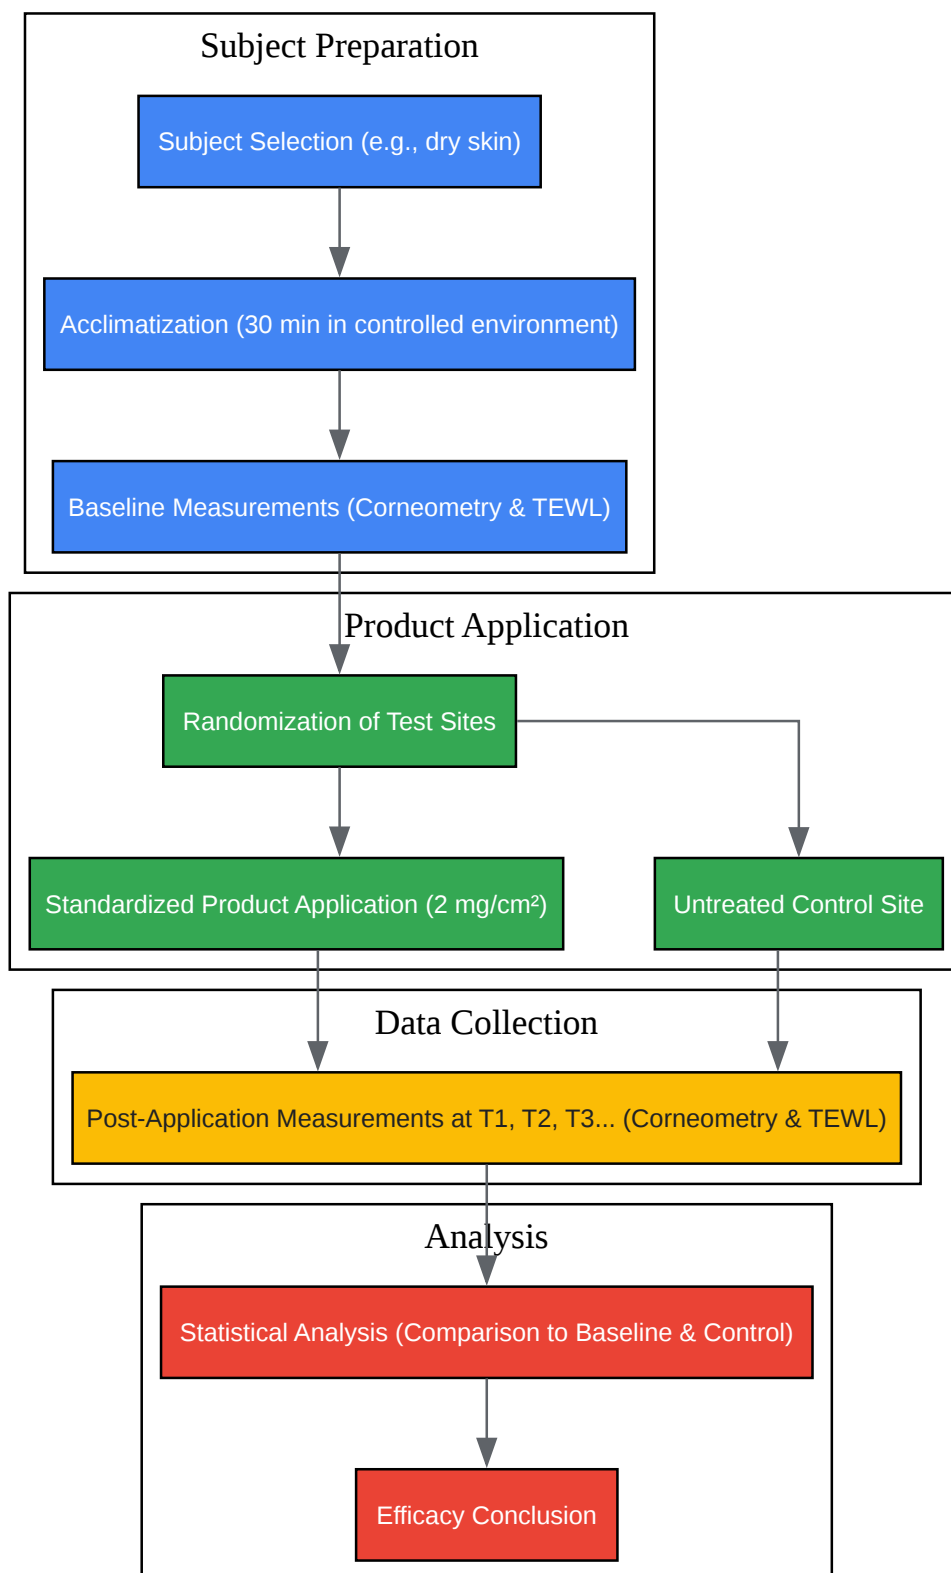 Subject Preparation
Subject Selection (e.g., dry skin)
Acclimatization (30 min in controlled environment)
Baseline Measurements (Corneometry & TEWL)
Product Application
Randomization of Test Sites
Standardized Product Application (2 mg/cm²)
Untreated Control Site
Data Collection
Post-Application Measurements at T1, T2, T3... (Corneometry & TEWL)
Analysis
Statistical Analysis (Comparison to Baseline & Control)
Efficacy Conclusion